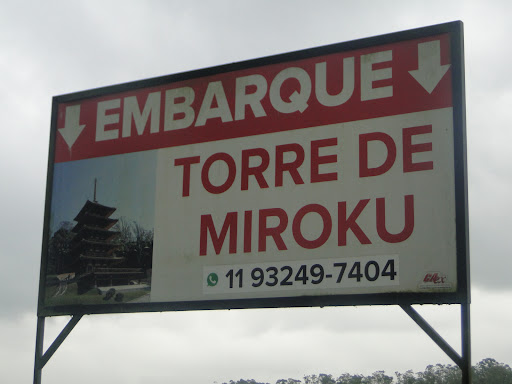 EMBARQUE
TORRE DE
MIROKU
11 93249-7404